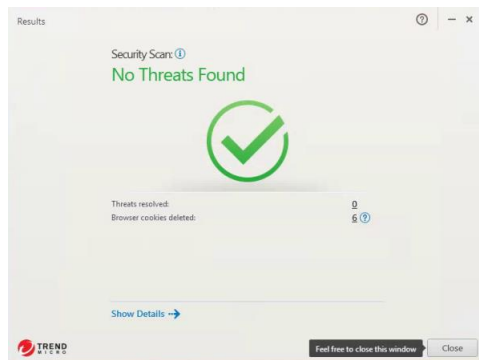 Results
Security Scan:
No Threats Found
Threats resolved: 0
Browser cookies deleted: 6
Show Details
TREND
MICRO
Feel free to close this window
Close